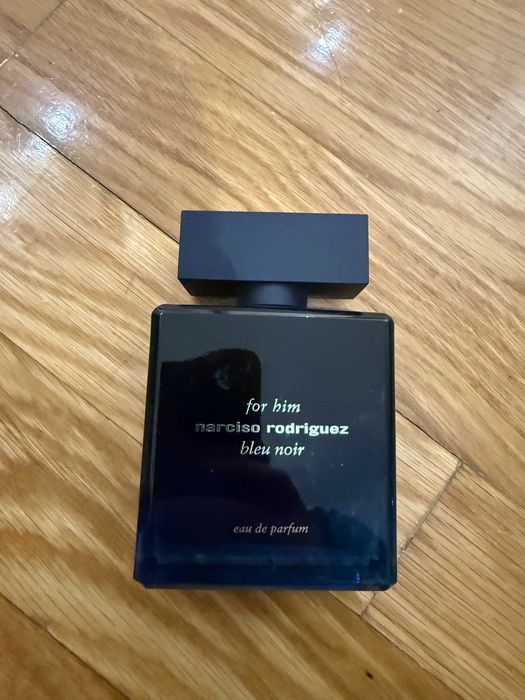 for him
narciso rodriguez
bleu noir
eau de parfum